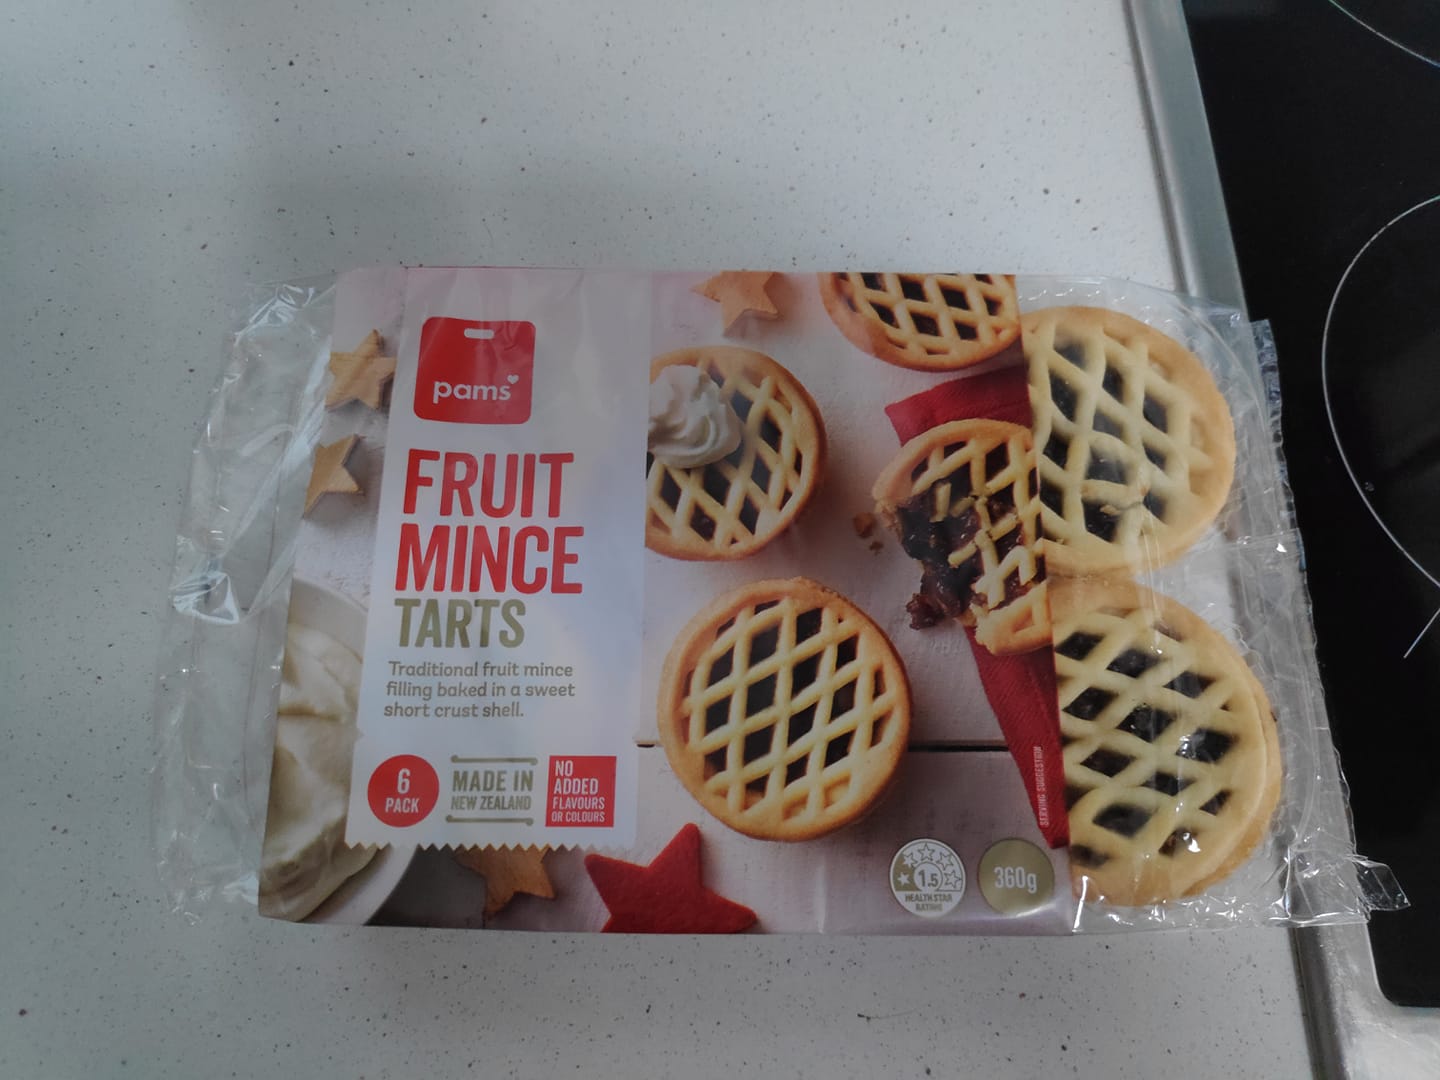 pams
FRUIT
MINCE
TARTS
Traditional fruit mince
filling baked in a sweet
short crust shell.
6
PACK
MADE IN
NEW ZEALAND
NO
ADDED
FLAVOURS
OR COLOURS
SERVING SUGGESTION
1.5
HEALTH STAR
RATING
360g